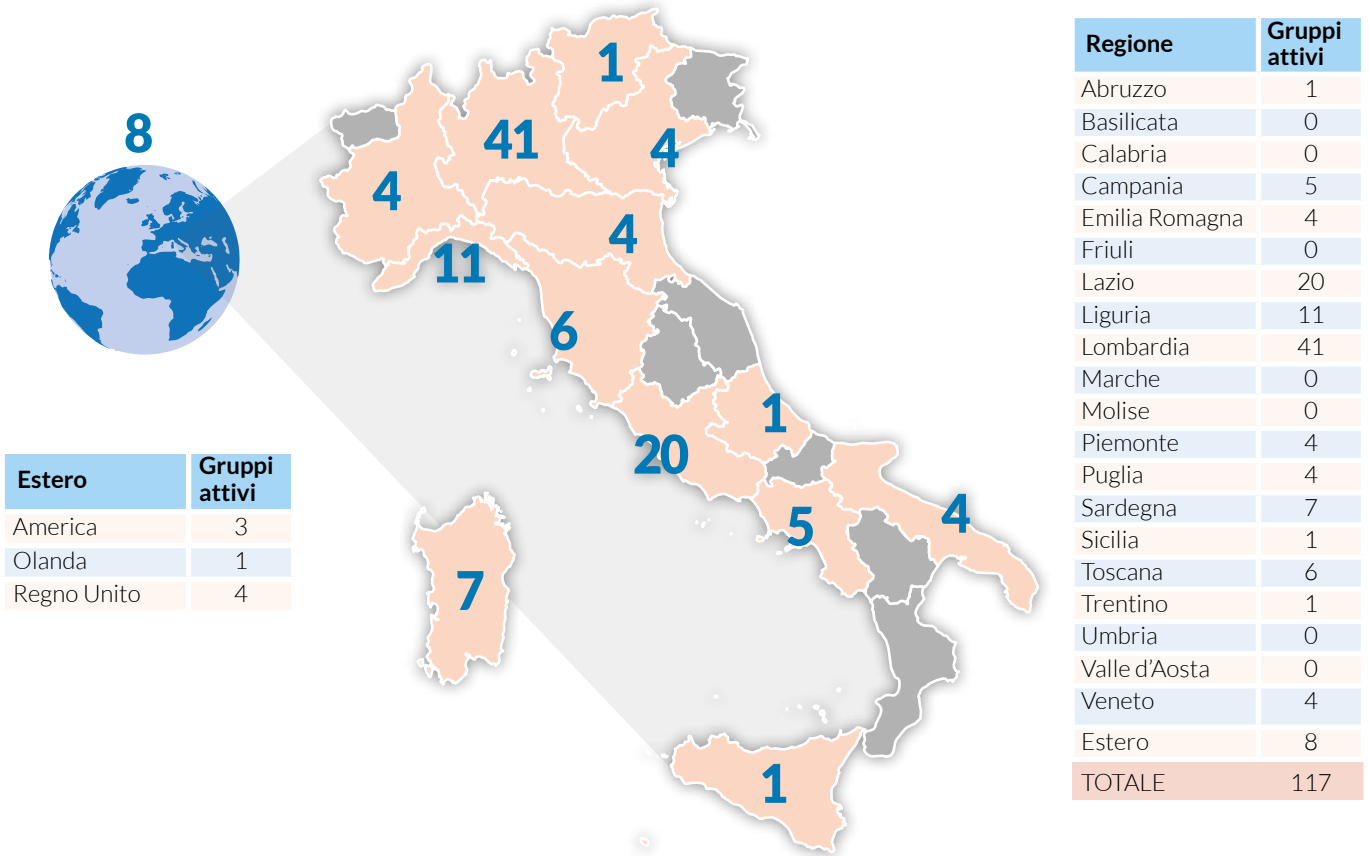 8
1
41
4
4
4
11
6
1
20
4
5
7
1
Estero Gruppi attivi
America 3
Olanda 1
Regno Unito 4
Regione Gruppi attivi
Abruzzo 1
Basilicata 0
Calabria 0
Campania 5
Emilia Romagna 4
Friuli 0
Lazio 20
Liguria 11
Lombardia 41
Marche 0
Molise 0
Piemonte 4
Puglia 4
Sardegna 7
Sicilia 1
Toscana 6
Trentino 1
Umbria 0
Valle d'Aosta 0
Veneto 4
Estero 8
TOTALE 117